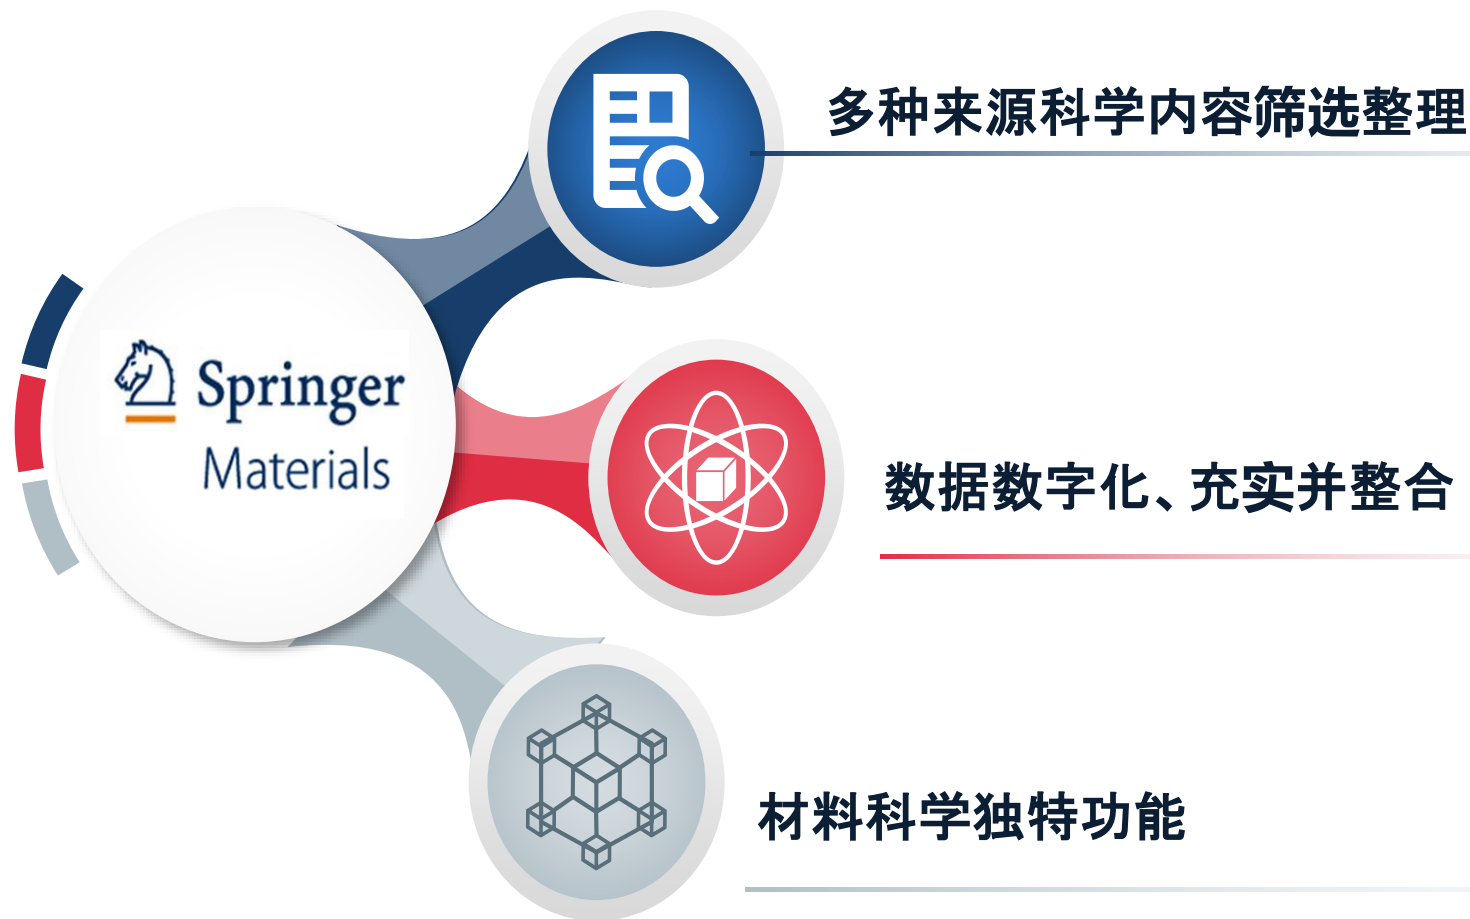 多种来源科学内容筛选整理
Springer
Materials
数据数字化、充实并整合
材料科学独特功能